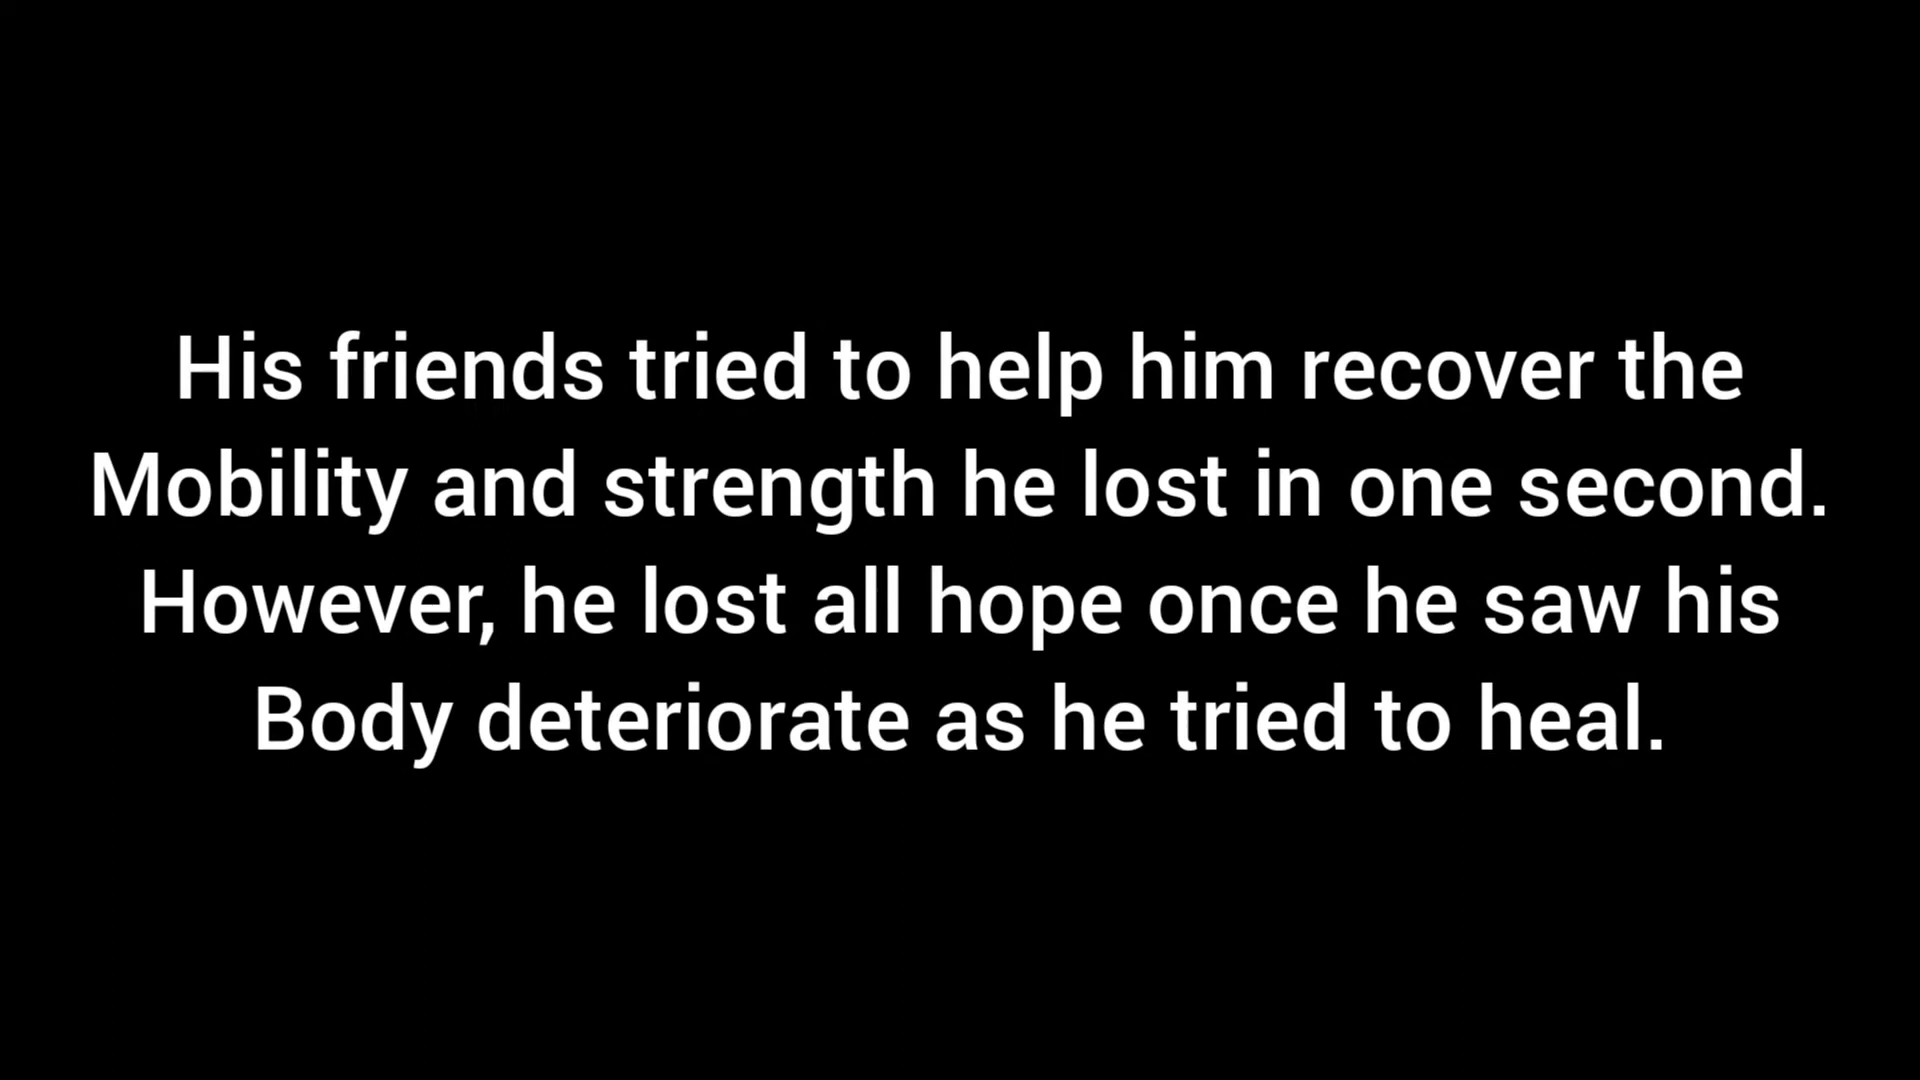 His friends tried to help him recover the
Mobility and strength he lost in one second.
However, he lost all hope once he saw his
Body deteriorate as he tried to heal.